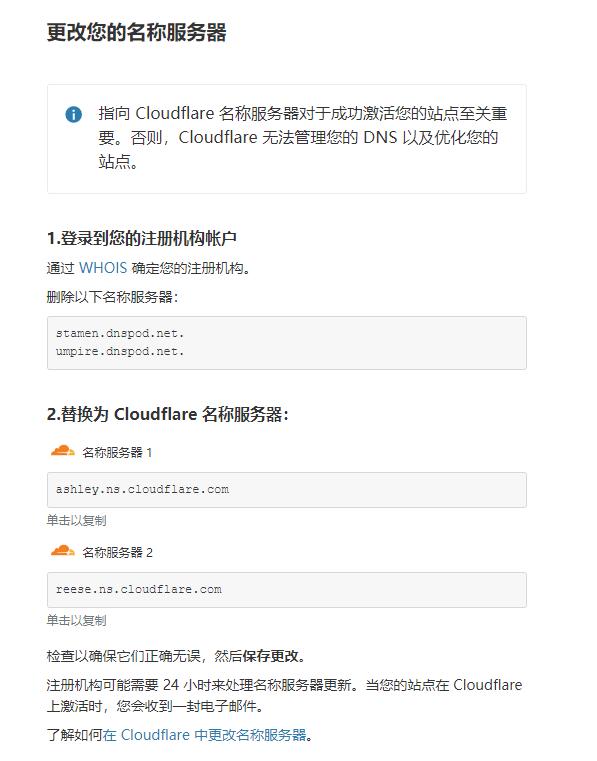 更改您的名称服务器
指向 Cloudflare 名称服务器对于成功激活您的站点至关重
要。否则，Cloudflare 无法管理您的 DNS 以及优化您的
站点。
1.登录到您的注册机构帐户
通过 WHOIS 确定您的注册机构。
删除以下名称服务器：
stamen.dnspod.net.
umpire.dnspod.net.
2.替换为 Cloudflare 名称服务器：
名称服务器 1
ashley.ns.cloudflare.com
单击以复制
名称服务器 2
reese.ns.cloudflare.com
单击以复制
检查以确保它们正确无误，然后保存更改。
注册机构可能需要 24 小时来处理名称服务器更新。当您的站点在 Cloudflare
上激活时，您会收到一封电子邮件。
了解如何在 Cloudflare 中更改名称服务器。